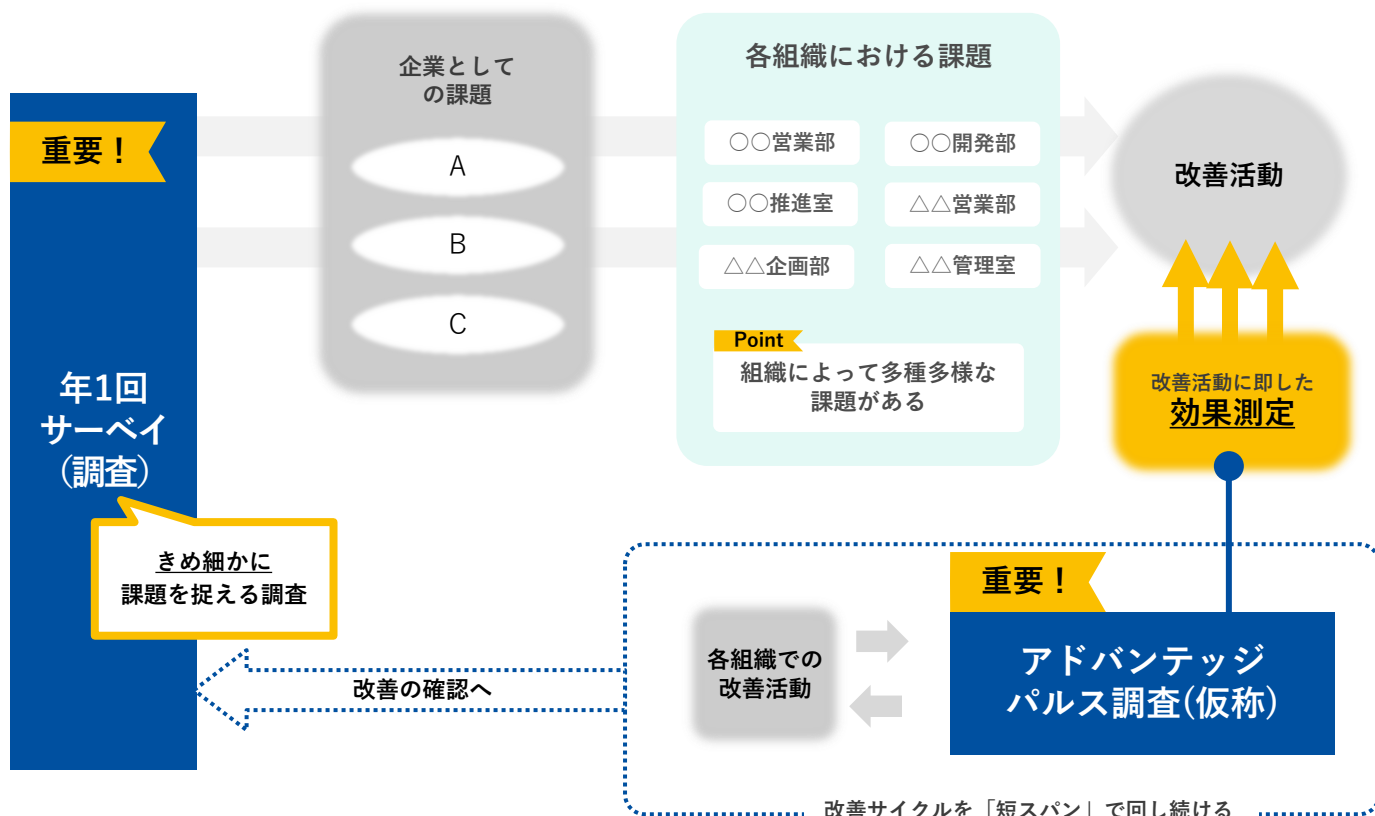 重要！
年1回
サーベイ
（調査）
きめ細かに
課題を捉える調査
企業として
の課題
A
B
C
各組織における課題
○○営業部
○○開発部
○○推進室
△△営業部
△△企画部
△△管理室
Point
組織によって多種多様な
課題がある
改善活動
改善活動に即した
効果測定
改善の確認へ
各組織での
改善活動
重要！
アドバンテッジ
パルス調査(仮称)
改善サイクルを「短スパン」で回し続ける